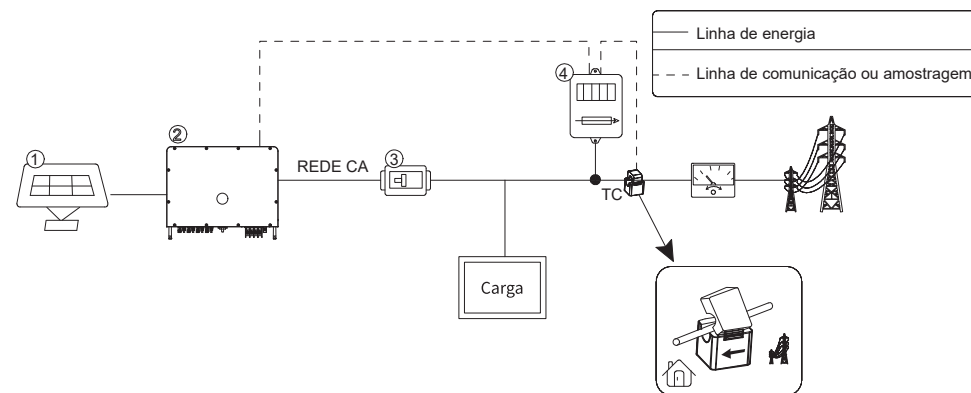 Linha de energia
Linha de comunicação ou amostragem
④
②
①
③
REDE CA
TC
Carga